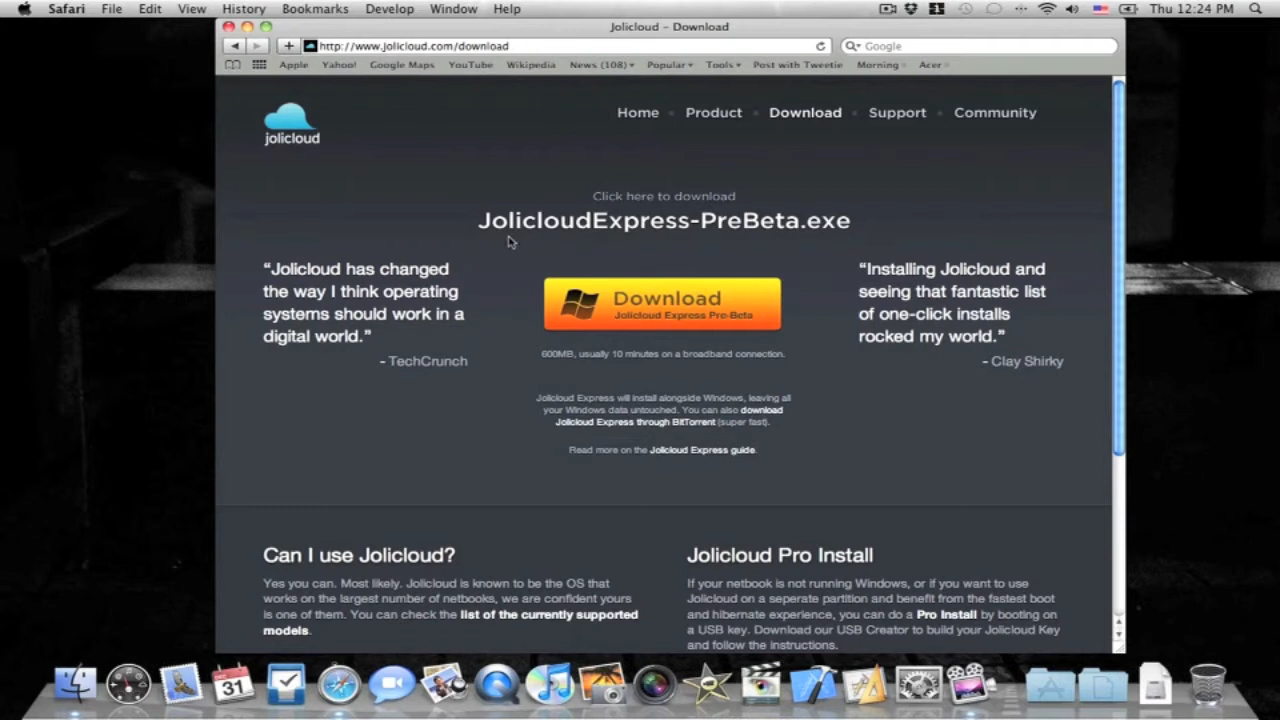 Safari File Edit View History Bookmarks Develop Window Help Thu 12:24 PM
Jolicloud – Download
http://www.jolicloud.com/download
Google
Apple Yahoo! Google Maps YouTube Wikipedia News (108) Popular Tools Post with Tweetie Morning Acer
jolicloud
Home Product Download Support Community
Click here to download
JolicloudExpress-PreBeta.exe
“Jolicloud has changed
the way I think operating
systems should work in a
digital world.”
- TechCrunch
Download
Jolicloud Express Pre-Beta
600MB, usually 10 minutes on a broadband connection.
Jolicloud Express will install alongside Windows, leaving all
your Windows data untouched. You can also download
Jolicloud Express through BitTorrent (super fast).
Read more on the Jolicloud Express guide.
“Installing Jolicloud and
seeing that fantastic list
of one-click installs
rocked my world.”
- Clay Shirky
Can I use Jolicloud?
Yes you can. Most likely. Jolicloud is known to be the OS that
works on the largest number of netbooks, we are confident yours
is one of them. You can check the list of the currently supported
models.
Jolicloud Pro Install
If your netbook is not running Windows, or if you want to use
Jolicloud on a seperate partition and benefit from the fastest boot
and hibernate experience, you can do a Pro Install by booting on
a USB key. Download our USB Creator to build your Jolicloud Key
and follow the instructions.
31